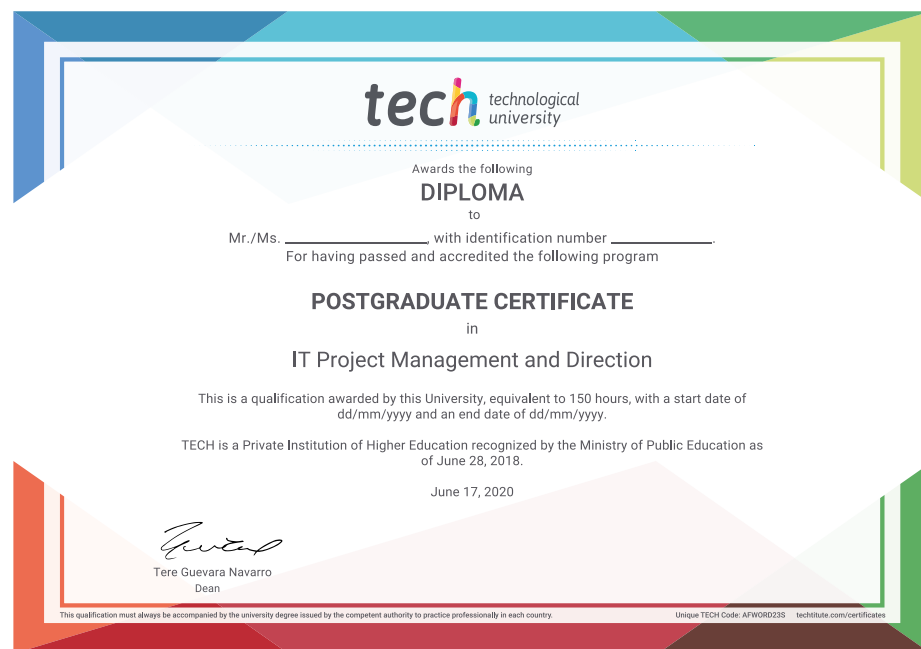 tech technological
university
Awards the following
DIPLOMA
to
Mr./Ms. ____________, with identification number ____________.
For having passed and accredited the following program
POSTGRADUATE CERTIFICATE
in
IT Project Management and Direction
This is a qualification awarded by this University, equivalent to 150 hours, with a start date of
dd/mm/yyyy and an end date of dd/mm/yyyy.
TECH is a Private Institution of Higher Education recognized by the Ministry of Public Education as
of June 28, 2018.
June 17, 2020
Tere Guevara Navarro
Dean
This qualification must always be accompanied by the university degree issued by the competent authority to practice professionally in each country. Unique TECH Code: AFWORD23S techtitute.com/certificates